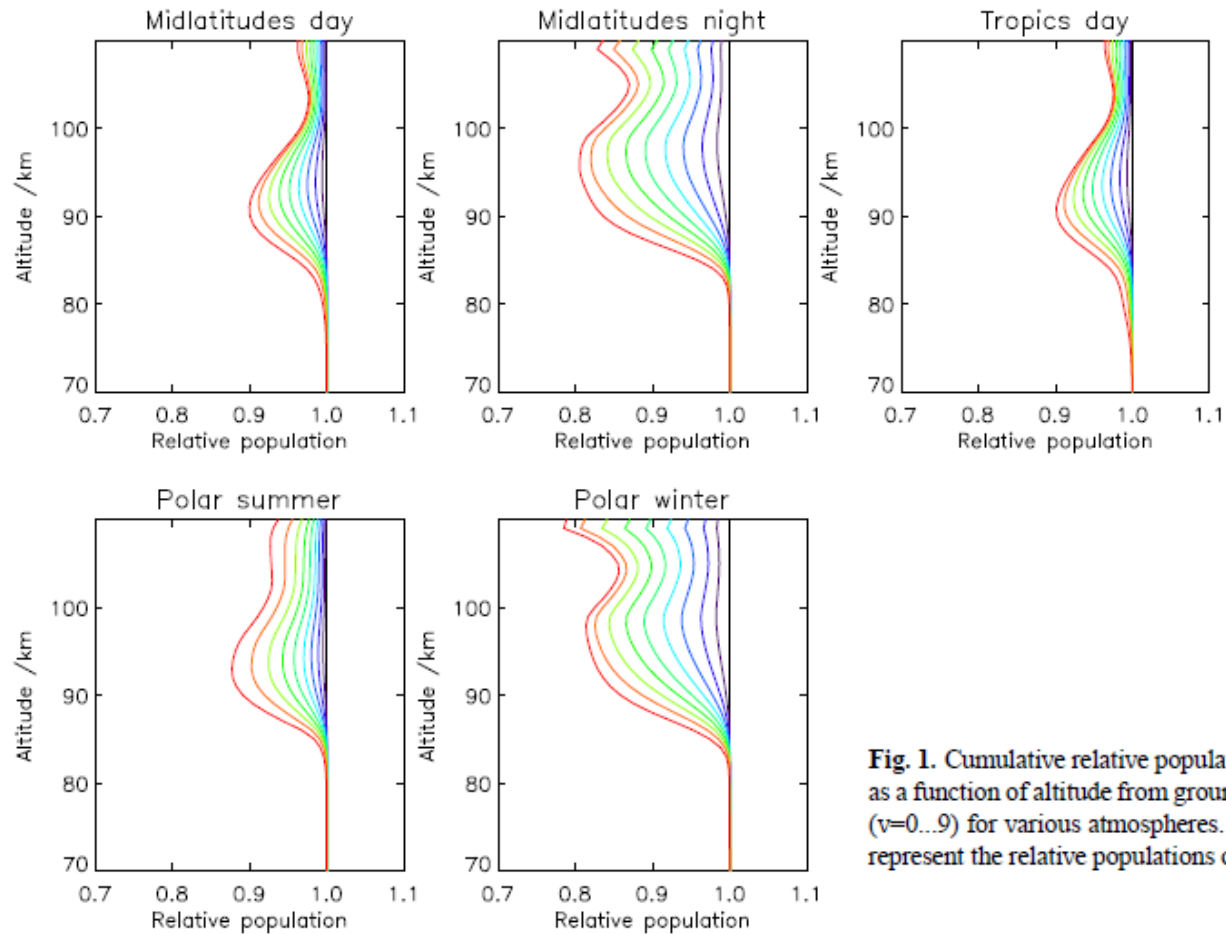 Midlatitudes day
Midlatitudes night
Tropics day
Altitude /km
100
90
80
70
0.7 0.8 0.9 1.0 1.1
Relative population
Altitude /km
100
90
80
70
0.7 0.8 0.9 1.0 1.1
Relative population
Altitude /km
100
90
80
70
0.7 0.8 0.9 1.0 1.1
Relative population
Polar summer
Polar winter
Altitude /km
100
90
80
70
0.7 0.8 0.9 1.0 1.1
Relative population
Altitude /km
100
90
80
70
0.7 0.8 0.9 1.0 1.1
Relative population
Fig. 1. Cumulative relative popula
as a function of altitude from groun
(v=0...9) for various atmospheres.
represent the relative populations o